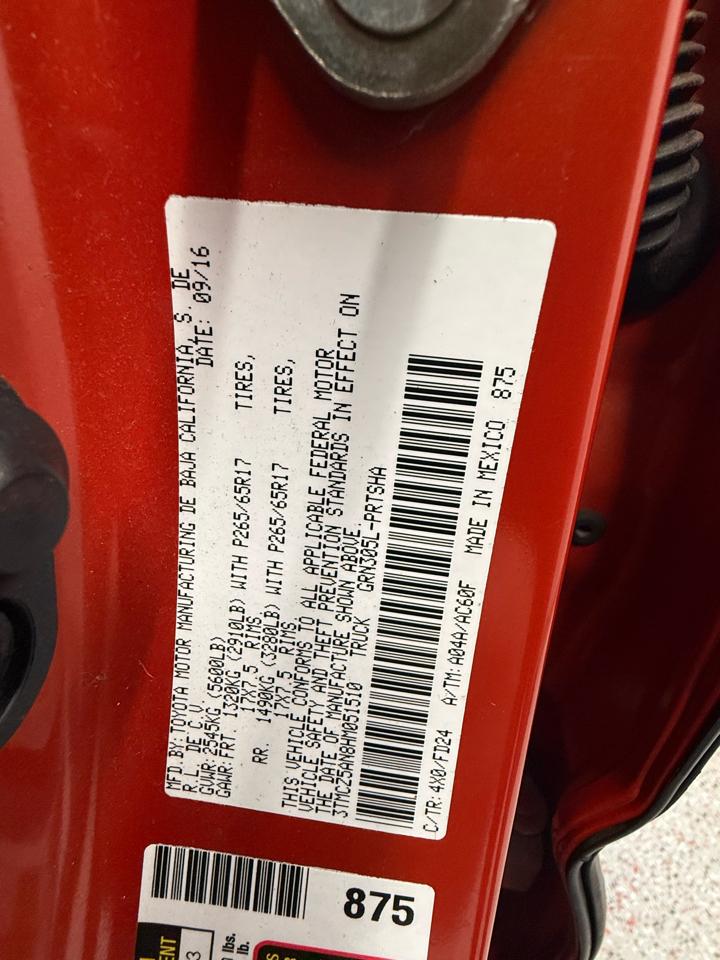 MFD.BY:TOYOTA MOTOR MANUFACTURING DE BAJA CALIFORNIA, S. DE
R.L. DE C.V. DATE: 09/16
GVWR:2545KG (5600LB)
GAWR:FRT. 1320KG (2910LB) WITH P265/65R17 TIRES,
17X7.5 RIMS,
RR. 1490KG (3280LB) WITH P265/65R17 TIRES,
17X7.5 RIMS.
THIS VEHICLE CONFORMS TO ALL APPLICABLE FEDERAL MOTOR
VEHICLE SAFETY AND THEFT PREVENTION STANDARDS IN EFFECT ON
THE DATE OF MANUFACTURE SHOWN ABOVE.
3TMCZ5AN8HM051510 TRUCK GRN305L-PRTSHA
C/TR:4X0/FD24 A/TM:A04A/AC60F MADE IN MEXICO 875
875
lbs.
lb.
3